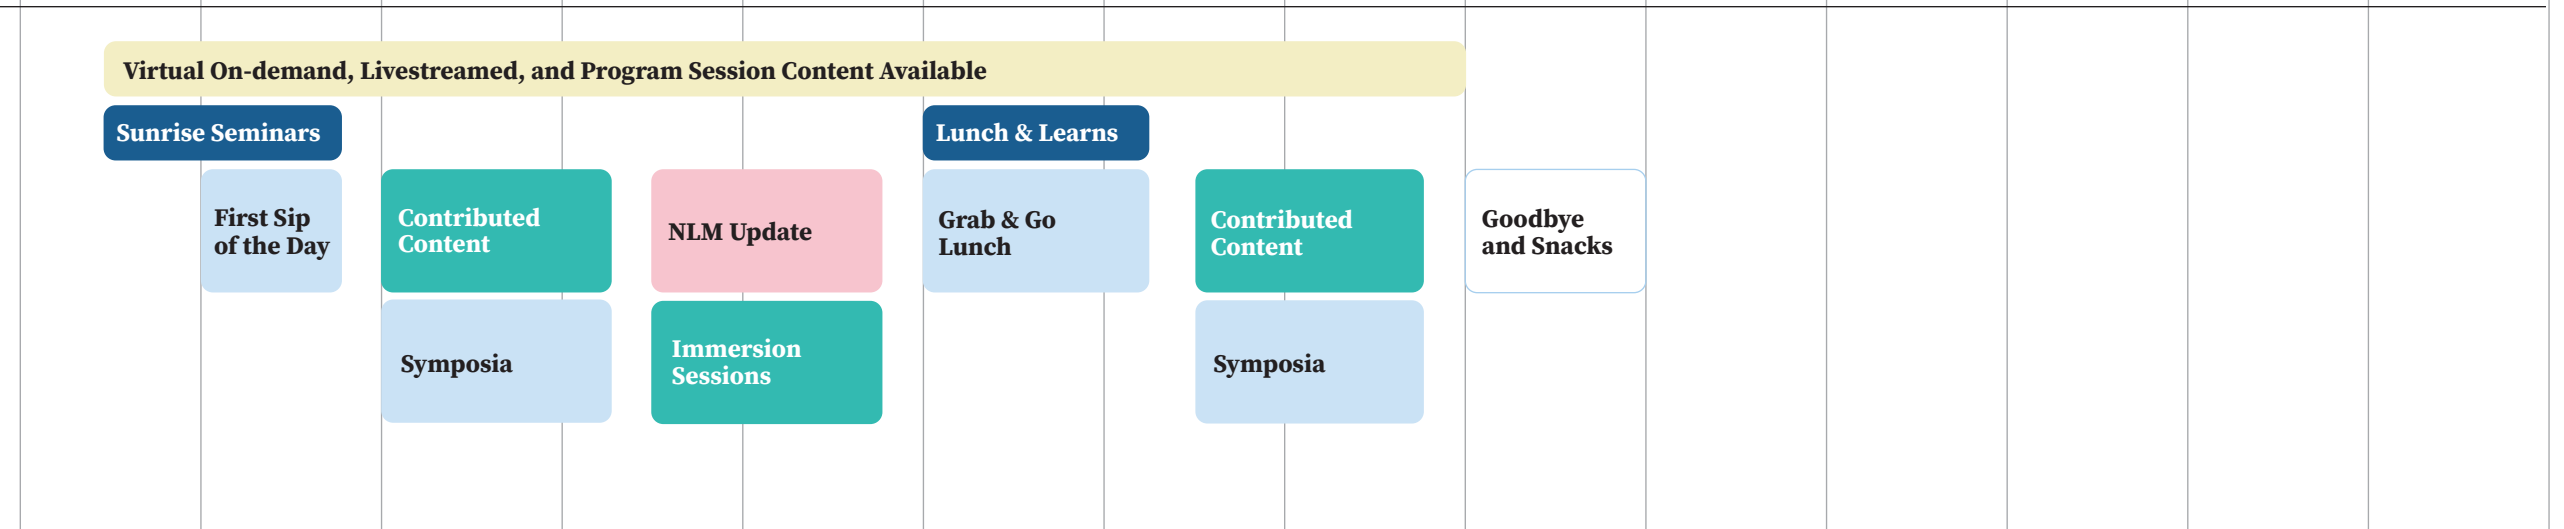 Virtual On-demand, Livestreamed, and Program Session Content Available
Sunrise Seminars
Lunch & Learns
First Sip
of the Day
Contributed
Content
NLM Update
Grab & Go
Lunch
Contributed
Content
Goodbye
and Snacks
Symposia
Immersion
Sessions
Symposia